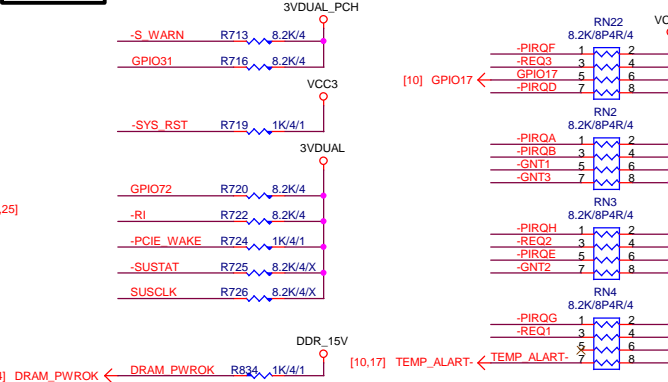 3VDUAL_PCH
-S_WARN R713 8.2K/4
GPIO31 R716 8.2K/4
VCC3
-SYS_RST R719 1K/4/1
3VDUAL
GPIO72 R720 8.2K/4
-RI R722 8.2K/4
-PCIE_WAKE R724 1K/4/1
-SUSTAT R725 8.2K/4/X
SUSCLK R726 8.2K/4/X
,25]
DDR_15V
4] DRAM_PWROK DRAM_PWROK R834 1K/4/1
VC
RN22
8.2K/8P4R/4
-PIRQF 1 2
-REQ3 3 4
[10] GPIO17 GPIO17 5 6
-PIRQD 7 8
RN2
8.2K/8P4R/4
-PIRQA 1 2
-PIRQB 3 4
-GNT1 5 6
-GNT3 7 8
RN3
8.2K/8P4R/4
-PIRQH 1 2
-REQ2 3 4
-PIRQE 5 6
-GNT2 7 8
RN4
8.2K/8P4R/4
-PIRQG 1 2
-REQ1 3 4
5 6
[10,17] TEMP_ALART- TEMP_ALART- 7 8